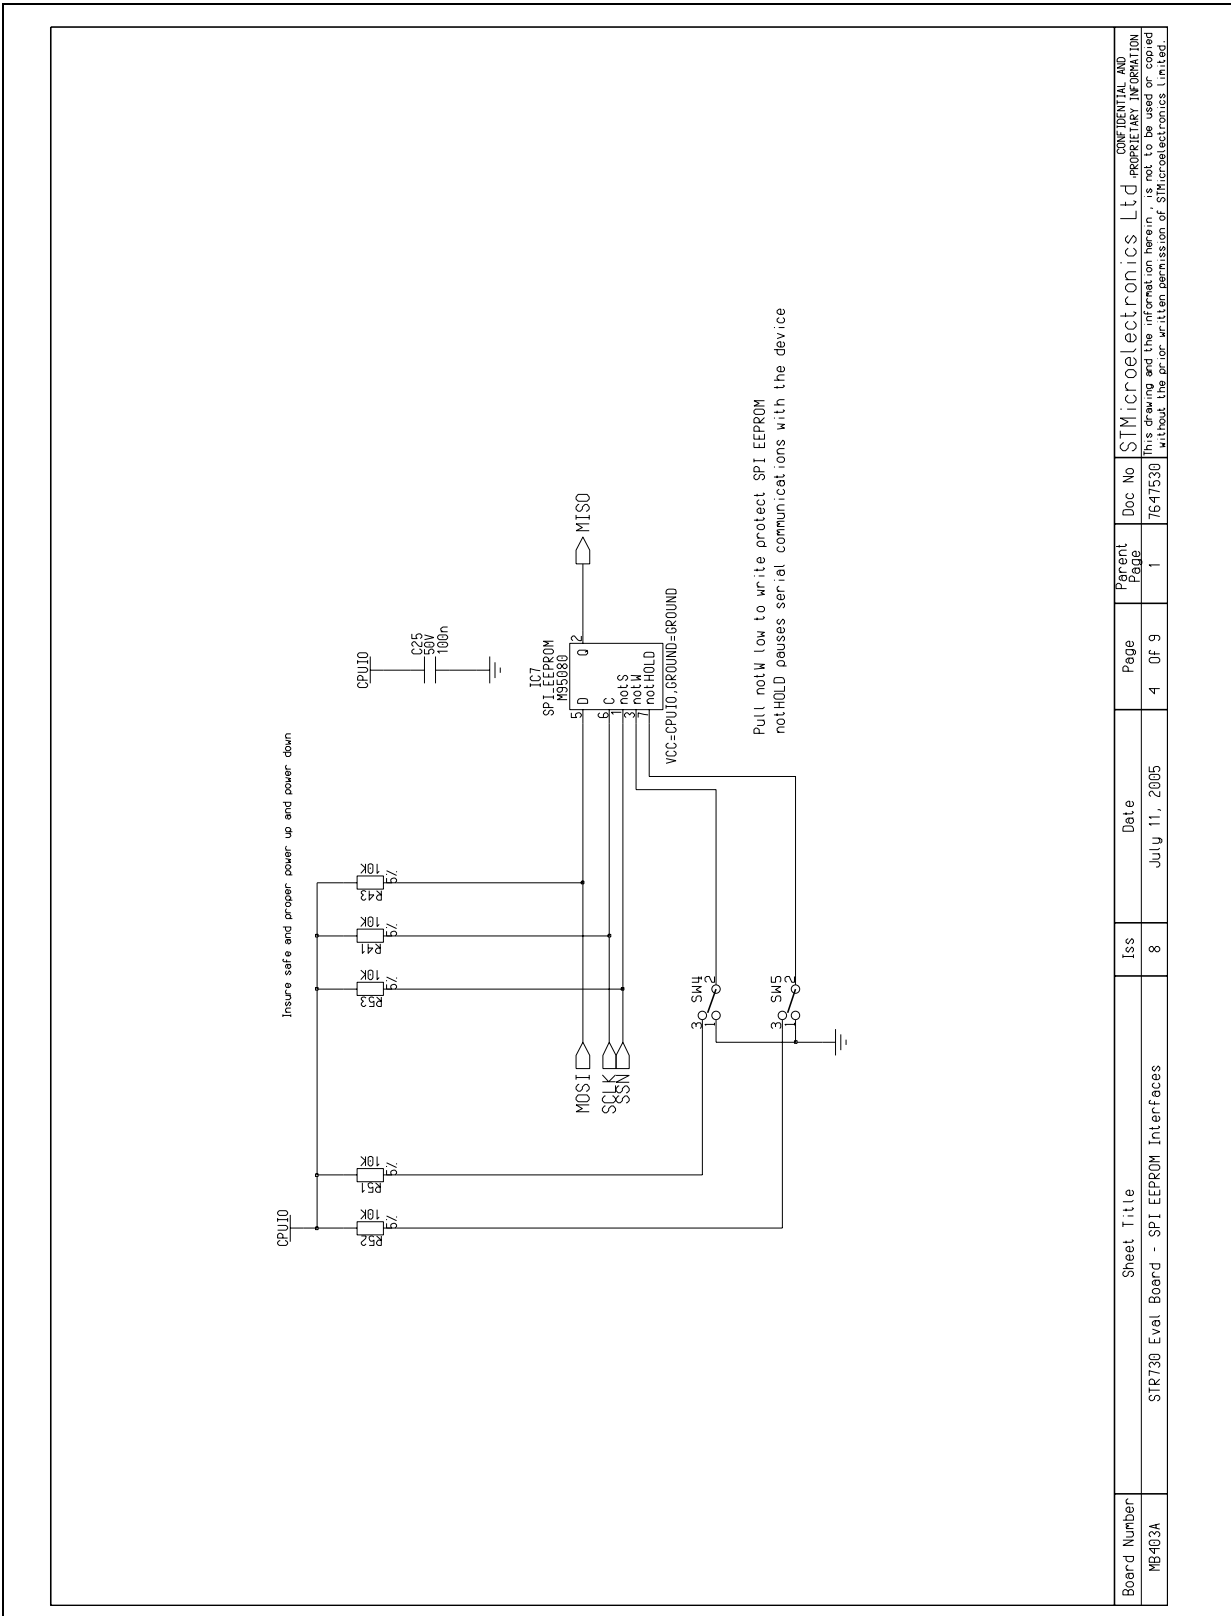 Insure safe and proper power up and power down
CPUIO
R52
10K
5%
R51
10K
5%
R53
10K
5%
R41
10K
5%
R43
10K
5%
CPUIO
C25
50V
100n
IC7
SPI_EEPROM
M95080
5 D Q 2
6 C
1 notS
3 notW
7 notHOLD
VCC=CPUIO,GROUND=GROUND
MISO
MOSI
SCLK
SSN
SW4
3
1
2
SW5
3
1
2
Pull notW low to write protect SPI EEPROM
notHOLD pauses serial communications with the device
Board Number
MB403A
Sheet Title
STR730 Eval Board - SPI EEPROM Interfaces
Iss
8
Date
July 11, 2005
Page
4 Of 9
Parent
Page
1
Doc No
7647530
STMicroelectronics Ltd.
CONFIDENTIAL AND
PROPRIETARY INFORMATION
This drawing and the information herein , is not to be used or copied
without the prior written permission of STMicroelectronics limited.